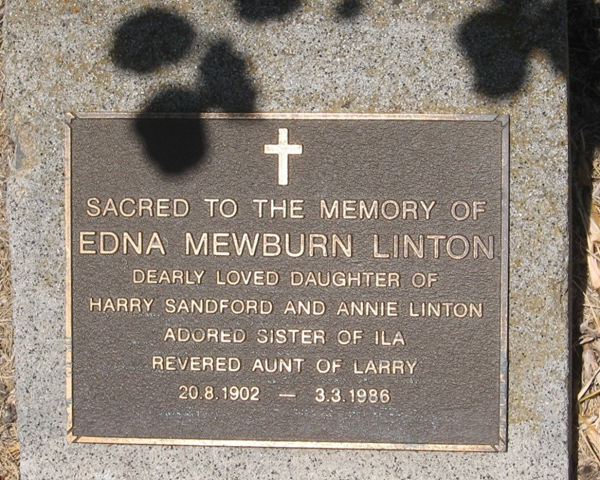 SACRED TO THE MEMORY OF
EDNA MEWBURN LINTON
DEARLY LOVED DAUGHTER OF
HARRY SANDFORD AND ANNIE LINTON
ADORED SISTER OF ILA
REVERED AUNT OF LARRY
20.8.1902 — 3.3.1986